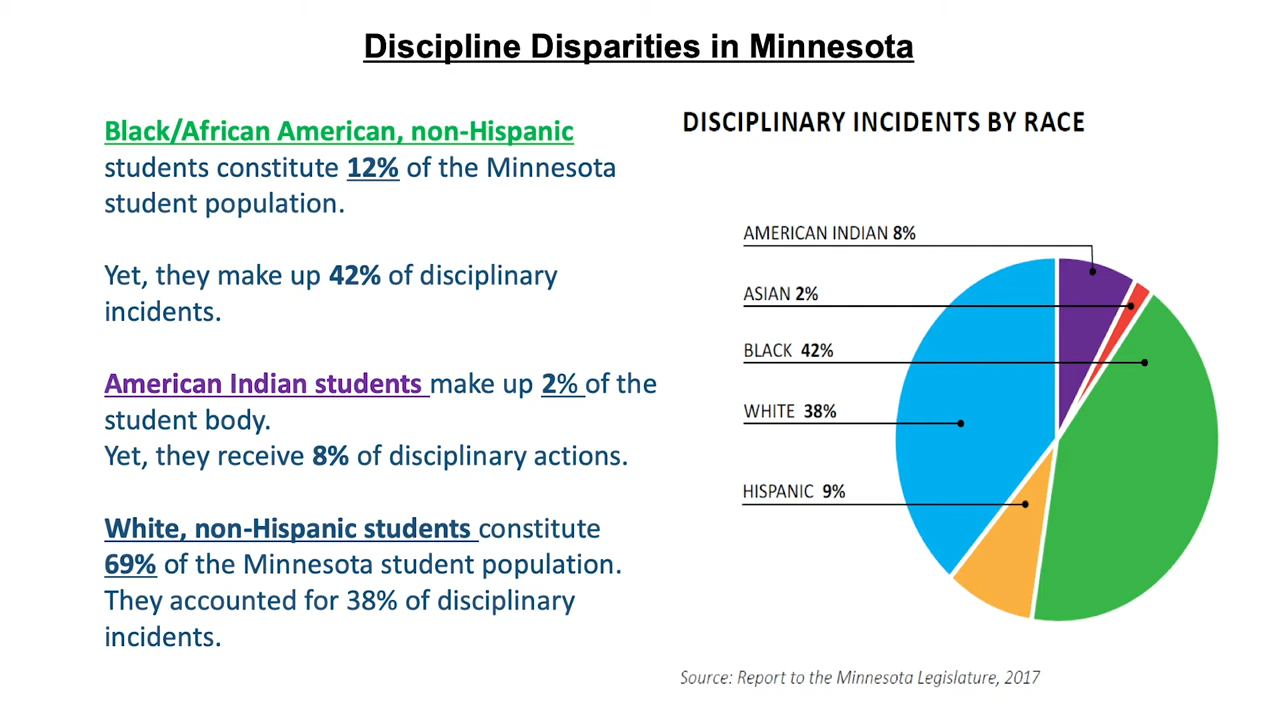 Discipline Disparities in Minnesota
Black/African American, non-Hispanic
students constitute 12% of the Minnesota
student population.
Yet, they make up 42% of disciplinary
incidents.
American Indian students make up 2% of the
student body.
Yet, they receive 8% of disciplinary actions.
White, non-Hispanic students constitute
69% of the Minnesota student population.
They accounted for 38% of disciplinary
incidents.
DISCIPLINARY INCIDENTS BY RACE
AMERICAN INDIAN 8%
ASIAN 2%
BLACK 42%
WHITE 38%
HISPANIC 9%
Source: Report to the Minnesota Legislature, 2017